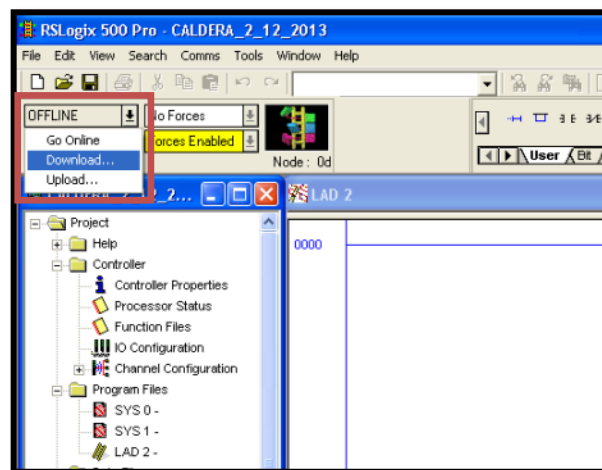 RSLogix 500 Pro - CALDERA_2_12_2013
File Edit View Search Comms Tools Window Help
OFFLINE No Forces
Go Online Forces Enabled
Download...
Upload... Node : 0d
User Bit
2... LAD 2
Project
Help 0000
Controller
Controller Properties
Processor Status
Function Files
IO Configuration
Channel Configuration
Program Files
SYS 0 -
SYS 1 -
LAD 2 -